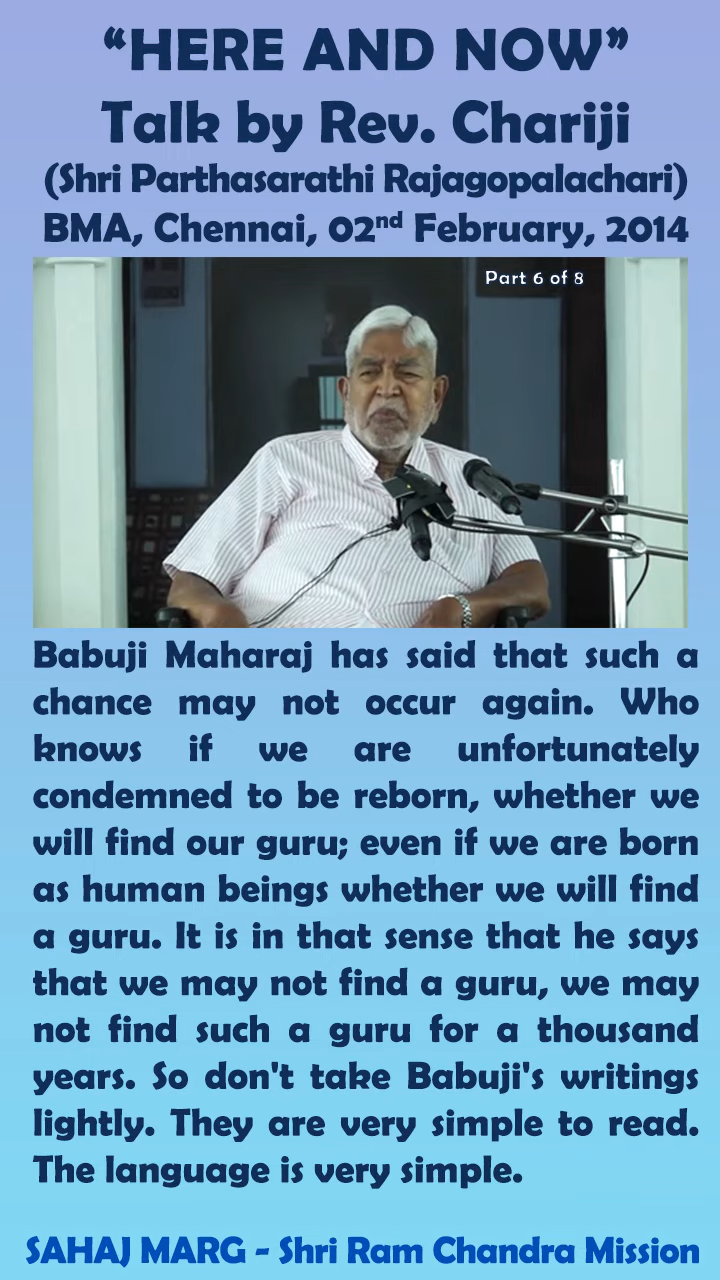 “HERE AND NOW”
Talk by Rev. Chariji
(Shri Parthasarathi Rajagopalachari)
BMA, Chennai, 02nd February, 2014
Part 6 of 8
Babuji Maharaj has said that such a
chance may not occur again. Who
knows if we are unfortunately
condemned to be reborn, whether we
will find our guru; even if we are born
as human beings whether we will find
a guru. It is in that sense that he says
that we may not find a guru, we may
not find such a guru for a thousand
years. So don't take Babuji's writings
lightly. They are very simple to read.
The language is very simple.
SAHAJ MARG - Shri Ram Chandra Mission